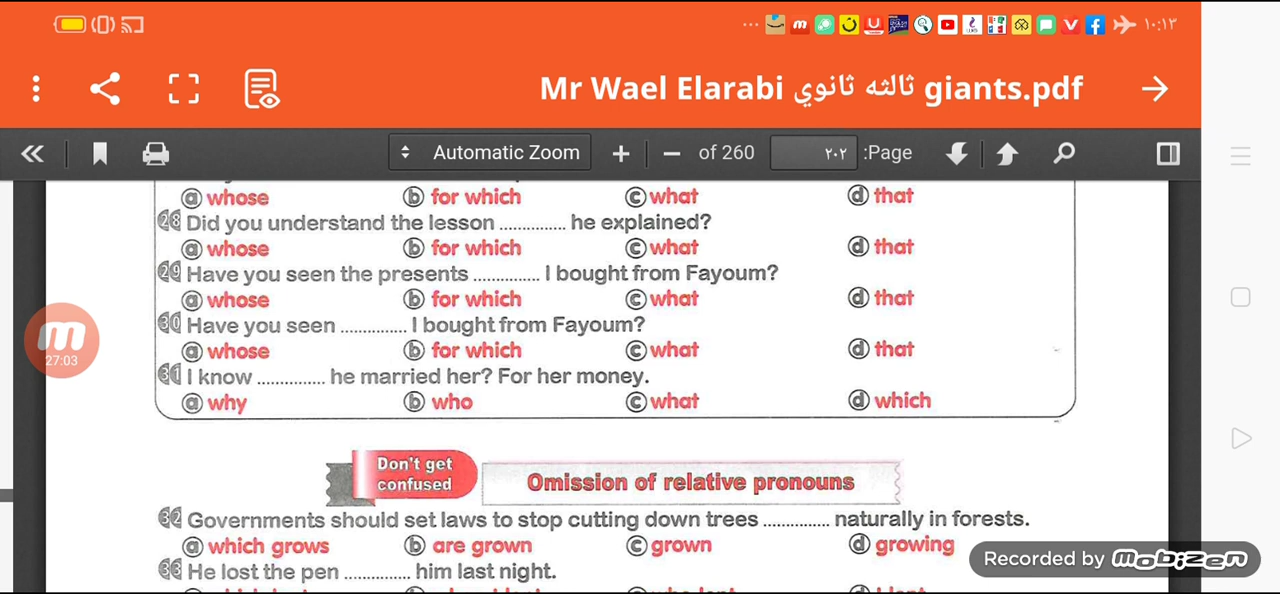 ١٠:١٣
Mr Wael Elarabi ثالثه ثانوي giants.pdf
Automatic Zoom of 260 ٢٠٢ :Page
ⓐ whose ⓑ for which ⓒ what ⓓ that
28 Did you understand the lesson .............. he explained?
ⓐ whose ⓑ for which ⓒ what ⓓ that
29 Have you seen the presents .............. I bought from Fayoum?
ⓐ whose ⓑ for which ⓒ what ⓓ that
30 Have you seen .............. I bought from Fayoum?
ⓐ whose ⓑ for which ⓒ what ⓓ that
31 I know .............. he married her? For her money.
ⓐ why ⓑ who ⓒ what ⓓ which
Don't get
confused
Omission of relative pronouns
32 Governments should set laws to stop cutting down trees .............. naturally in forests.
ⓐ which grows ⓑ are grown ⓒ grown ⓓ growing
33 He lost the pen .............. him last night.
27:03
Recorded by mobizen